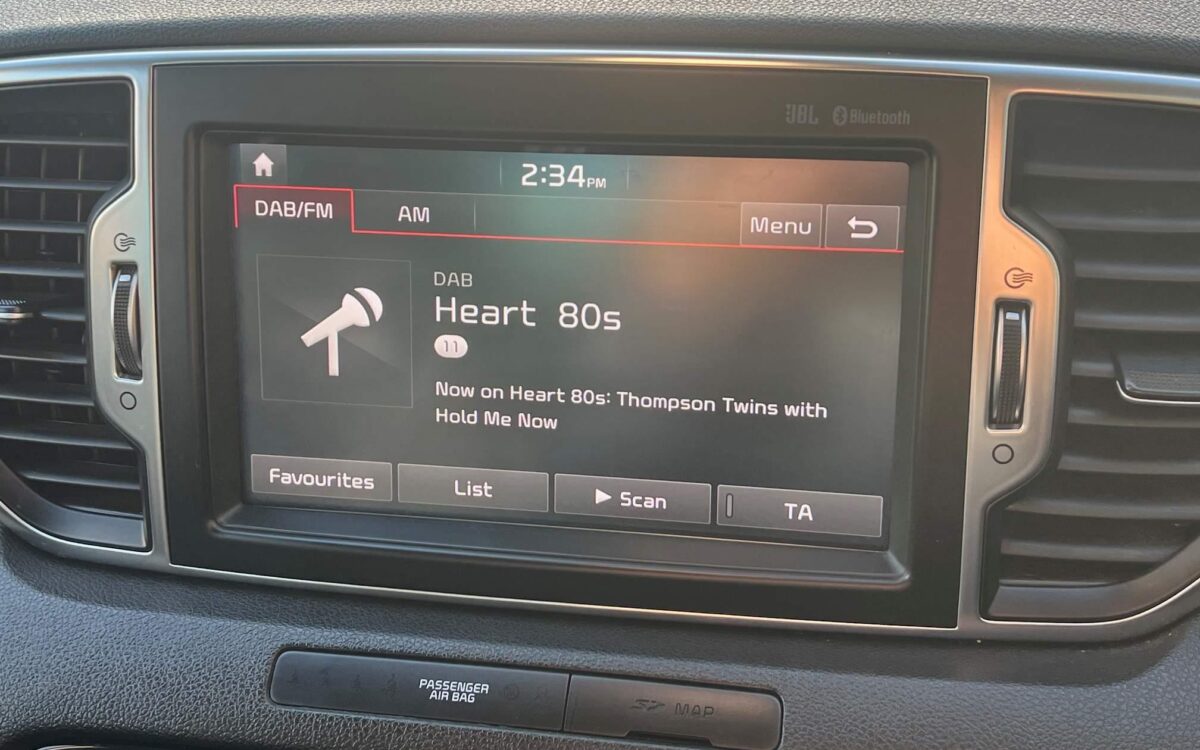 JBL Bluetooth
2:34PM
DAB/FM AM Menu
DAB
Heart 80s
11
Now on Heart 80s: Thompson Twins with
Hold Me Now
Favourites List Scan TA
PASSENGER
AIR BAG
SD MAP